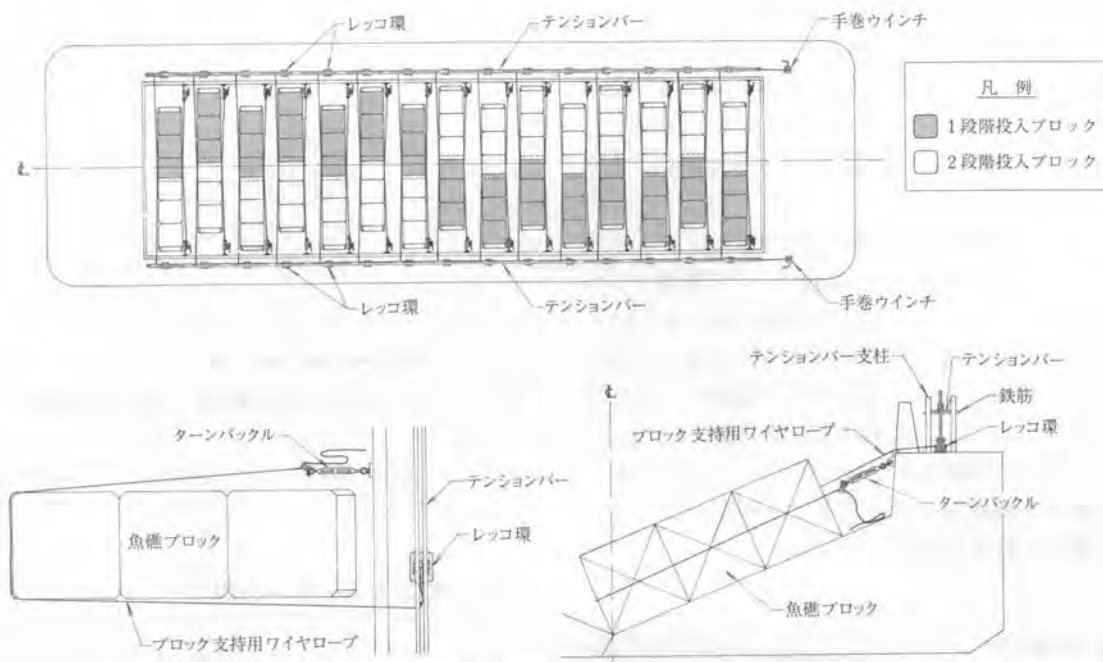 レッコ環
テンションバー
手巻ウインチ
凡 例
1段階投入ブロック
2段階投入ブロック
℄
レッコ環
テンションバー
手巻ウインチ
ターンバックル
テンションバー
レッコ環
魚礁ブロック
ブロック支持用ワイヤロープ
℄
テンションバー支柱
テンションバー
鉄筋
レッコ環
ブロック支持用ワイヤロープ
ターンバックル
魚礁ブロック